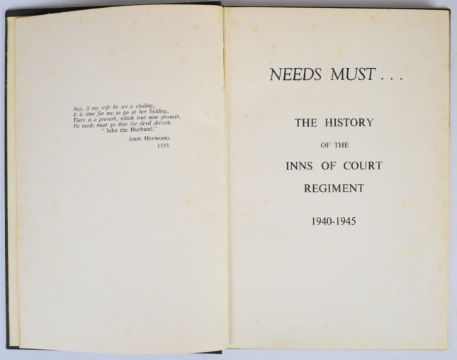 Nay, if my wife be set a chiding,
It is time for me to go at her bidding,
There is a proverb, which true now proveth,
He needs must go that the devil driveth.
"John the Husband."
JOHN HEYWOOD.
1533.
NEEDS MUST . . .
THE HISTORY
OF THE
INNS OF COURT
REGIMENT
1940-1945